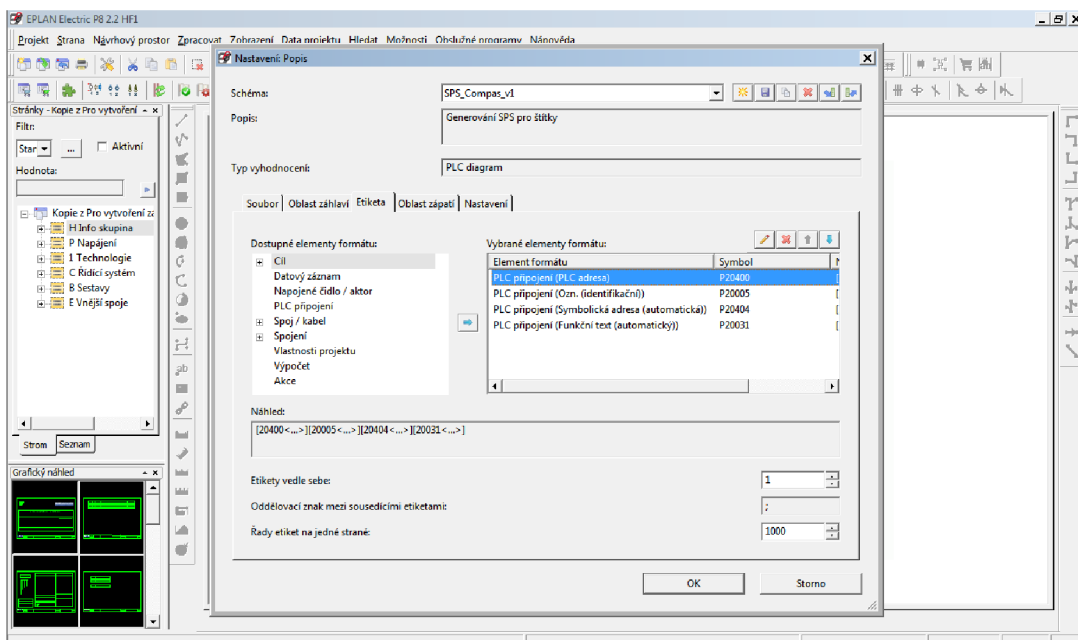 EPLAN Electric P8 2.2 HF1
Projekt Strana Návrhový prostor Zpracovat Zobrazení Data projektu Hledat Možnosti Obslužné programy Nápověda
Nastavení: Popis
Stránky - Kopie z Pro vytvoření
Filtr:
Star ... Aktivní
Hodnota:
Kopie z Pro vytvoření za
H Info skupina
P Napájení
1 Technologie
C Řídící systém
B Sestavy
E Vnější spoje
Strom Seznam
Grafický náhled
Schéma: SPS_Compas_v1
Popis: Generování SPS pro štítky
Typ vyhodnocení: PLC diagram
Soubor Oblast záhlaví Etiketa Oblast zápatí Nastavení
Dostupné elementy formátu:
Cíl
Datový záznam
Napojené čidlo / aktor
PLC připojení
Spoj / kabel
Spojení
Vlastnosti projektu
Výpočet
Akce
Vybrané elementy formátu:
Element formátu Symbol
PLC připojení (PLC adresa) P20400 [
PLC připojení (Ozn. (identifikační)) P20005 [
PLC připojení (Symbolická adresa (automatická)) P20404 [
PLC připojení (Funkční text (automatický)) P20031 [
Náhled:
[20400<...>][20005<...>][20404<...>][20031<...>]
Etikety vedle sebe: 1
Oddělovací znak mezi sousedícími etiketami: ;
Řady etiket na jedné straně: 1000
OK Storno